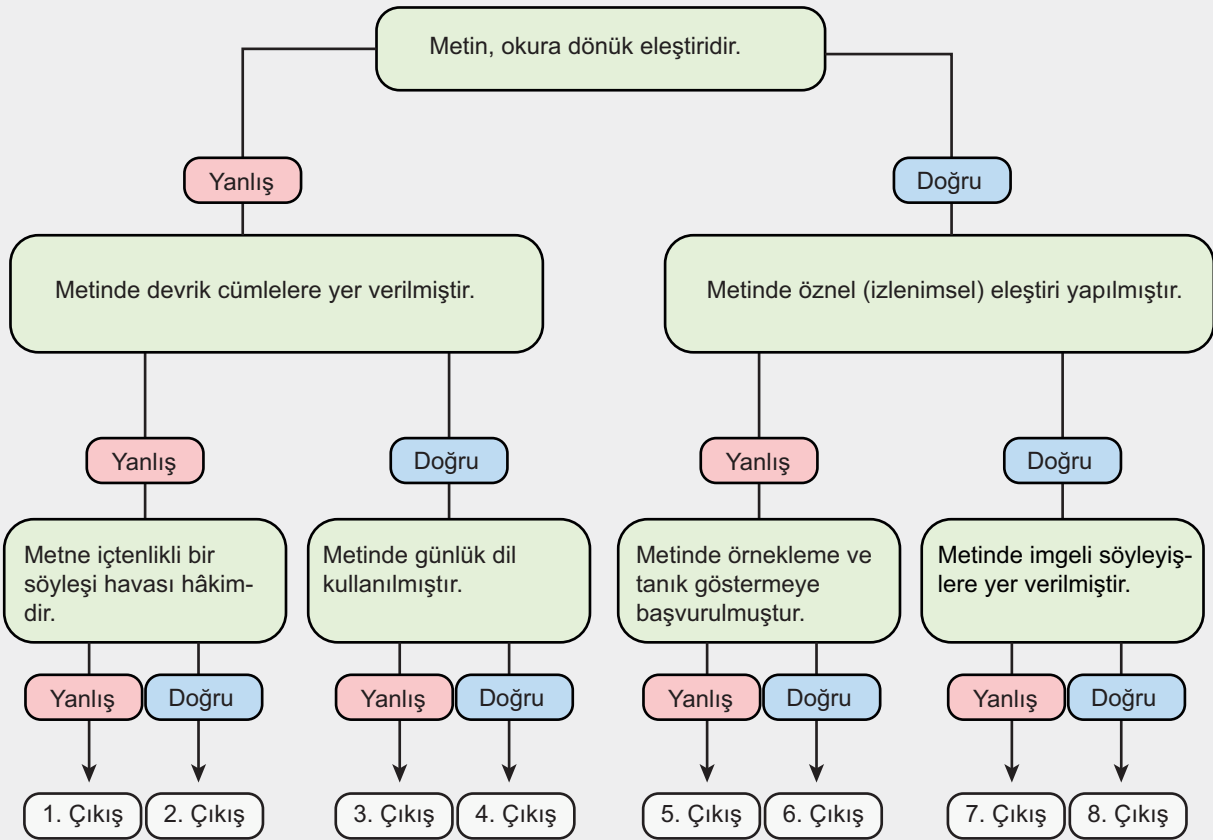 Metin, okura dönük eleştiridir.
Yanlış
Doğru
Metinde devrik cümlelere yer verilmiştir.
Metinde öznel (izlenimsel) eleştiri yapılmıştır.
Yanlış
Doğru
Yanlış
Doğru
Metne içtenlikli bir
söyleşi havası hâkim-
dir.
Metinde günlük dil
kullanılmıştır.
Metinde örnekleme ve
tanık göstermeye
başvurulmuştur.
Metinde imgeli söyleyiş-
lere yer verilmiştir.
Yanlış
Doğru
Yanlış
Doğru
Yanlış
Doğru
Yanlış
Doğru
1. Çıkış
2. Çıkış
3. Çıkış
4. Çıkış
5. Çıkış
6. Çıkış
7. Çıkış
8. Çıkış